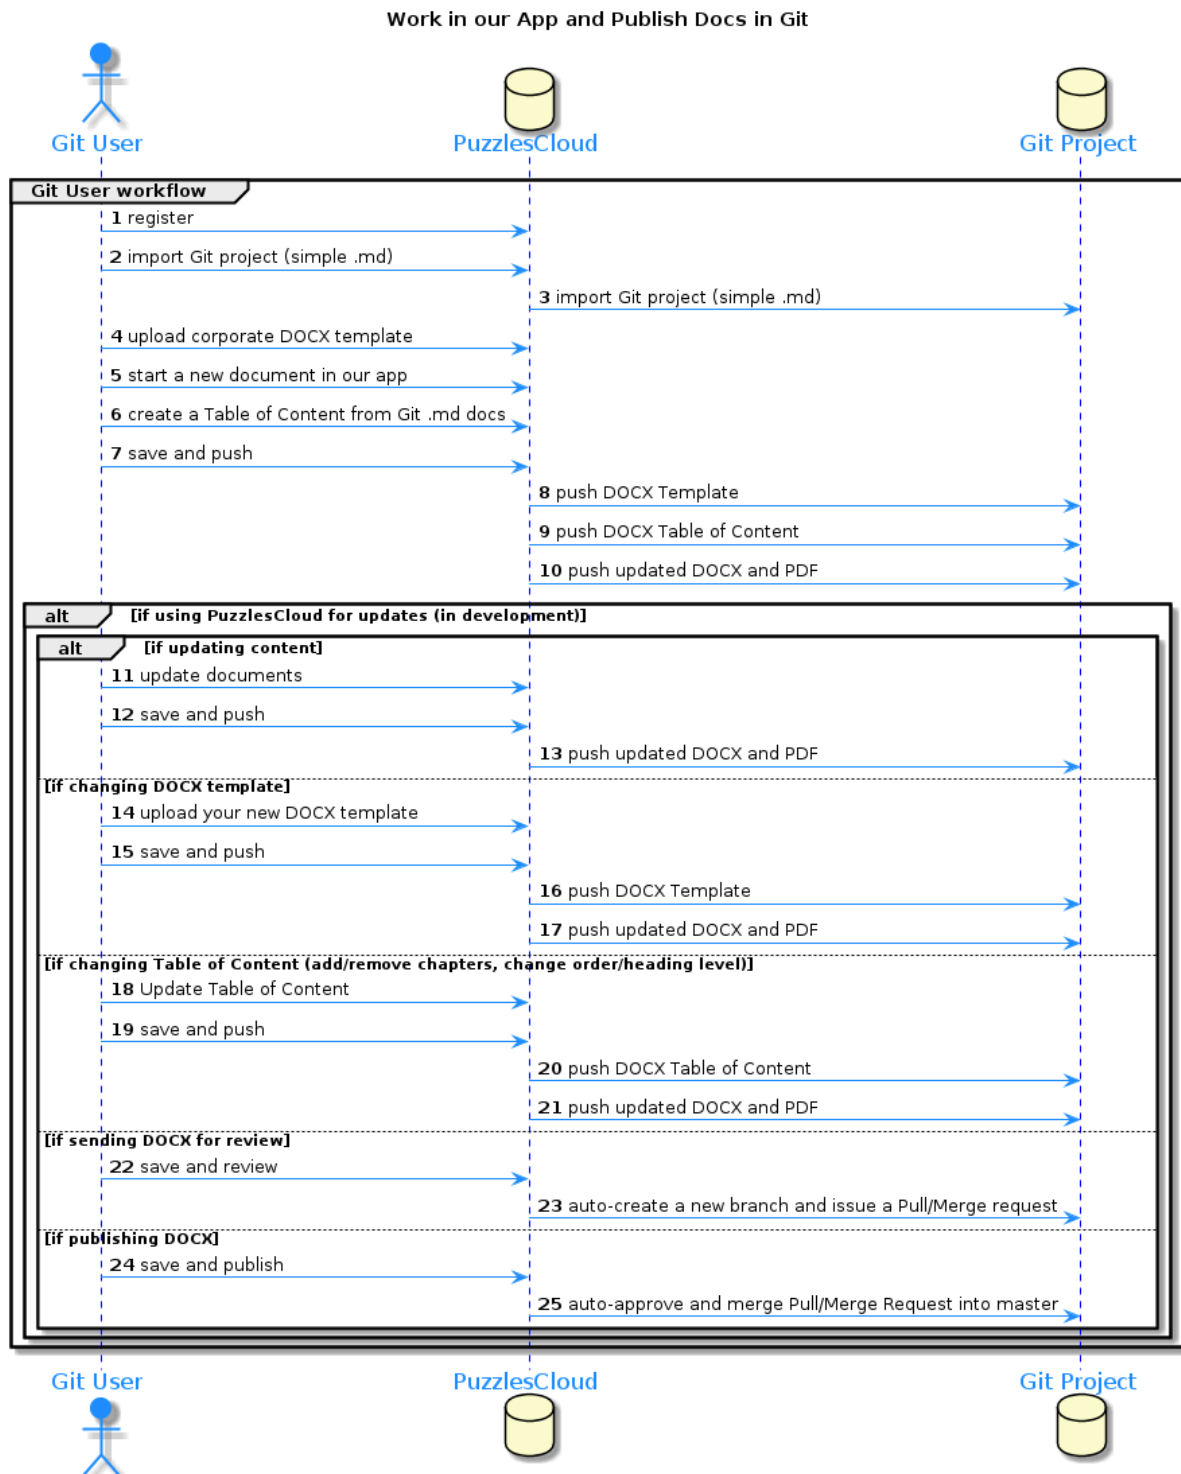 Work in our App and Publish Docs in Git
Git User
PuzzlesCloud
Git Project
Git User workflow
1 register
2 import Git project (simple .md)
3 import Git project (simple .md)
4 upload corporate DOCX template
5 start a new document in our app
6 create a Table of Content from Git .md docs
7 save and push
8 push DOCX Template
9 push DOCX Table of Content
10 push updated DOCX and PDF
alt [if using PuzzlesCloud for updates (in development)]
alt [if updating content]
11 update documents
12 save and push
13 push updated DOCX and PDF
[if changing DOCX template]
14 upload your new DOCX template
15 save and push
16 push DOCX Template
17 push updated DOCX and PDF
[if changing Table of Content (add/remove chapters, change order/heading level)]
18 Update Table of Content
19 save and push
20 push DOCX Table of Content
21 push updated DOCX and PDF
[if sending DOCX for review]
22 save and review
23 auto-create a new branch and issue a Pull/Merge request
[if publishing DOCX]
24 save and publish
25 auto-approve and merge Pull/Merge Request into master
Git User
PuzzlesCloud
Git Project